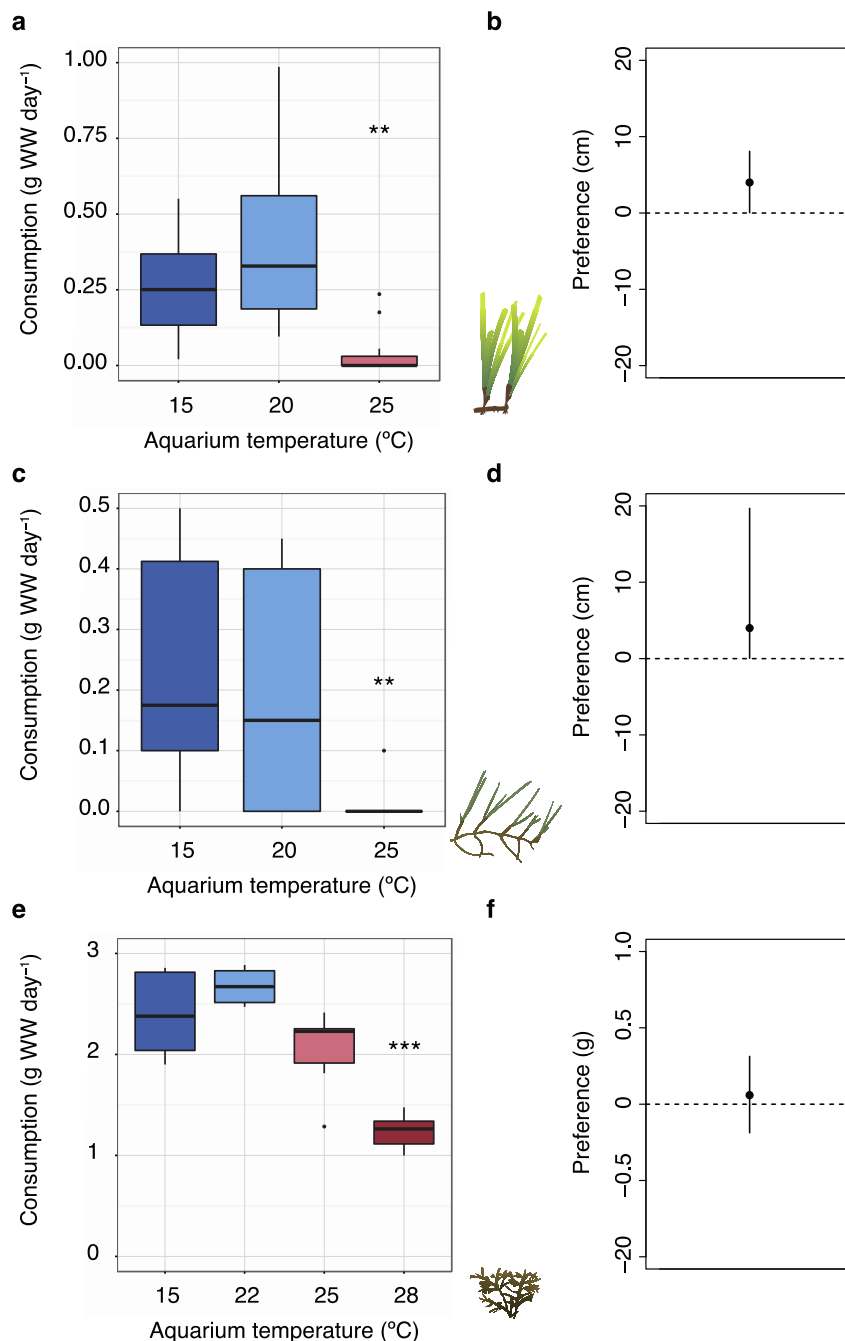 a
Consumption (g WW day⁻¹)
1.00
0.75
0.50
0.25
0.00
**
15 20 25
Aquarium temperature (ºC)
b
Preference (cm)
20
10
0
−10
−20
c
Consumption (g WW day⁻¹)
0.5
0.4
0.3
0.2
0.1
0.0
**
15 20 25
Aquarium temperature (ºC)
d
Preference (cm)
20
10
0
−10
−20
e
Consumption (g WW day⁻¹)
3
2
1
0
***
15 22 25 28
Aquarium temperature (ºC)
f
Preference (g)
1.0
0.5
0
−0.5
−20